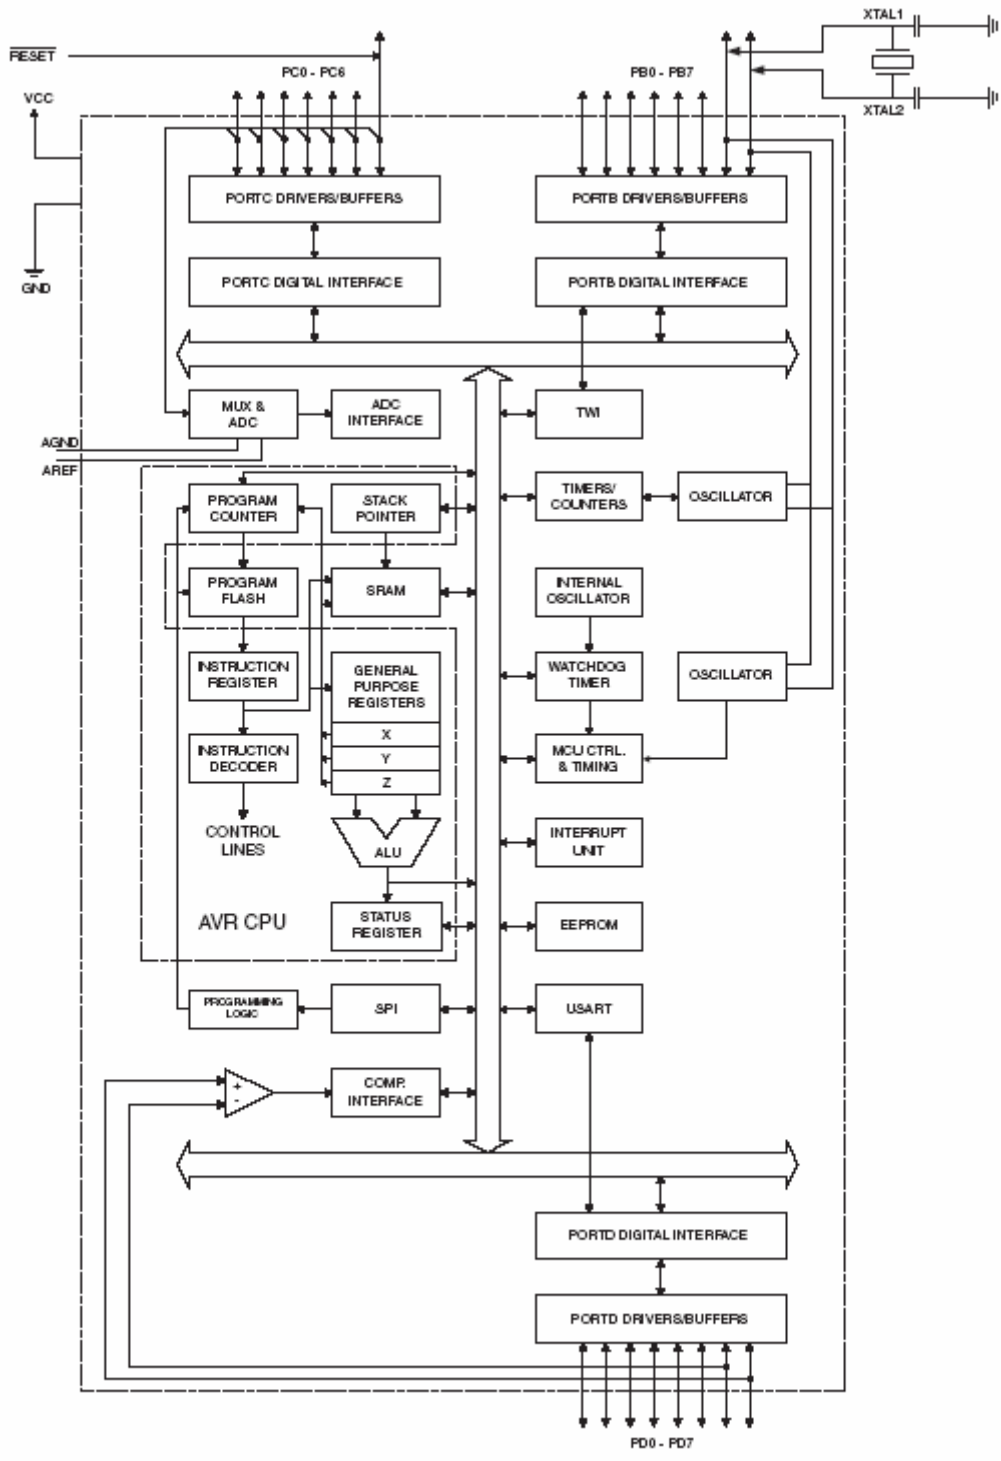 XTAL1
RESET
PC0 - PC6
PB0 - PB7
VCC
XTAL2
PORTC DRIVERS/BUFFERS
PORTB DRIVERS/BUFFERS
GND
PORTC DIGITAL INTERFACE
PORTB DIGITAL INTERFACE
MUX &
ADC
ADC
INTERFACE
TWI
AGND
AREF
PROGRAM
COUNTER
STACK
POINTER
TIMERS/
COUNTERS
OSCILLATOR
PROGRAM
FLASH
SRAM
INTERNAL
OSCILLATOR
INSTRUCTION
REGISTER
GENERAL
PURPOSE
REGISTERS
WATCHDOG
TIMER
OSCILLATOR
X
Y
Z
INSTRUCTION
DECODER
MCU CTRL.
& TIMING
CONTROL
LINES
ALU
INTERRUPT
UNIT
AVR CPU
STATUS
REGISTER
EEPROM
PROGRAMMING
LOGIC
SPI
USART
+
-
COMP.
INTERFACE
PORTD DIGITAL INTERFACE
PORTD DRIVERS/BUFFERS
PD0 - PD7